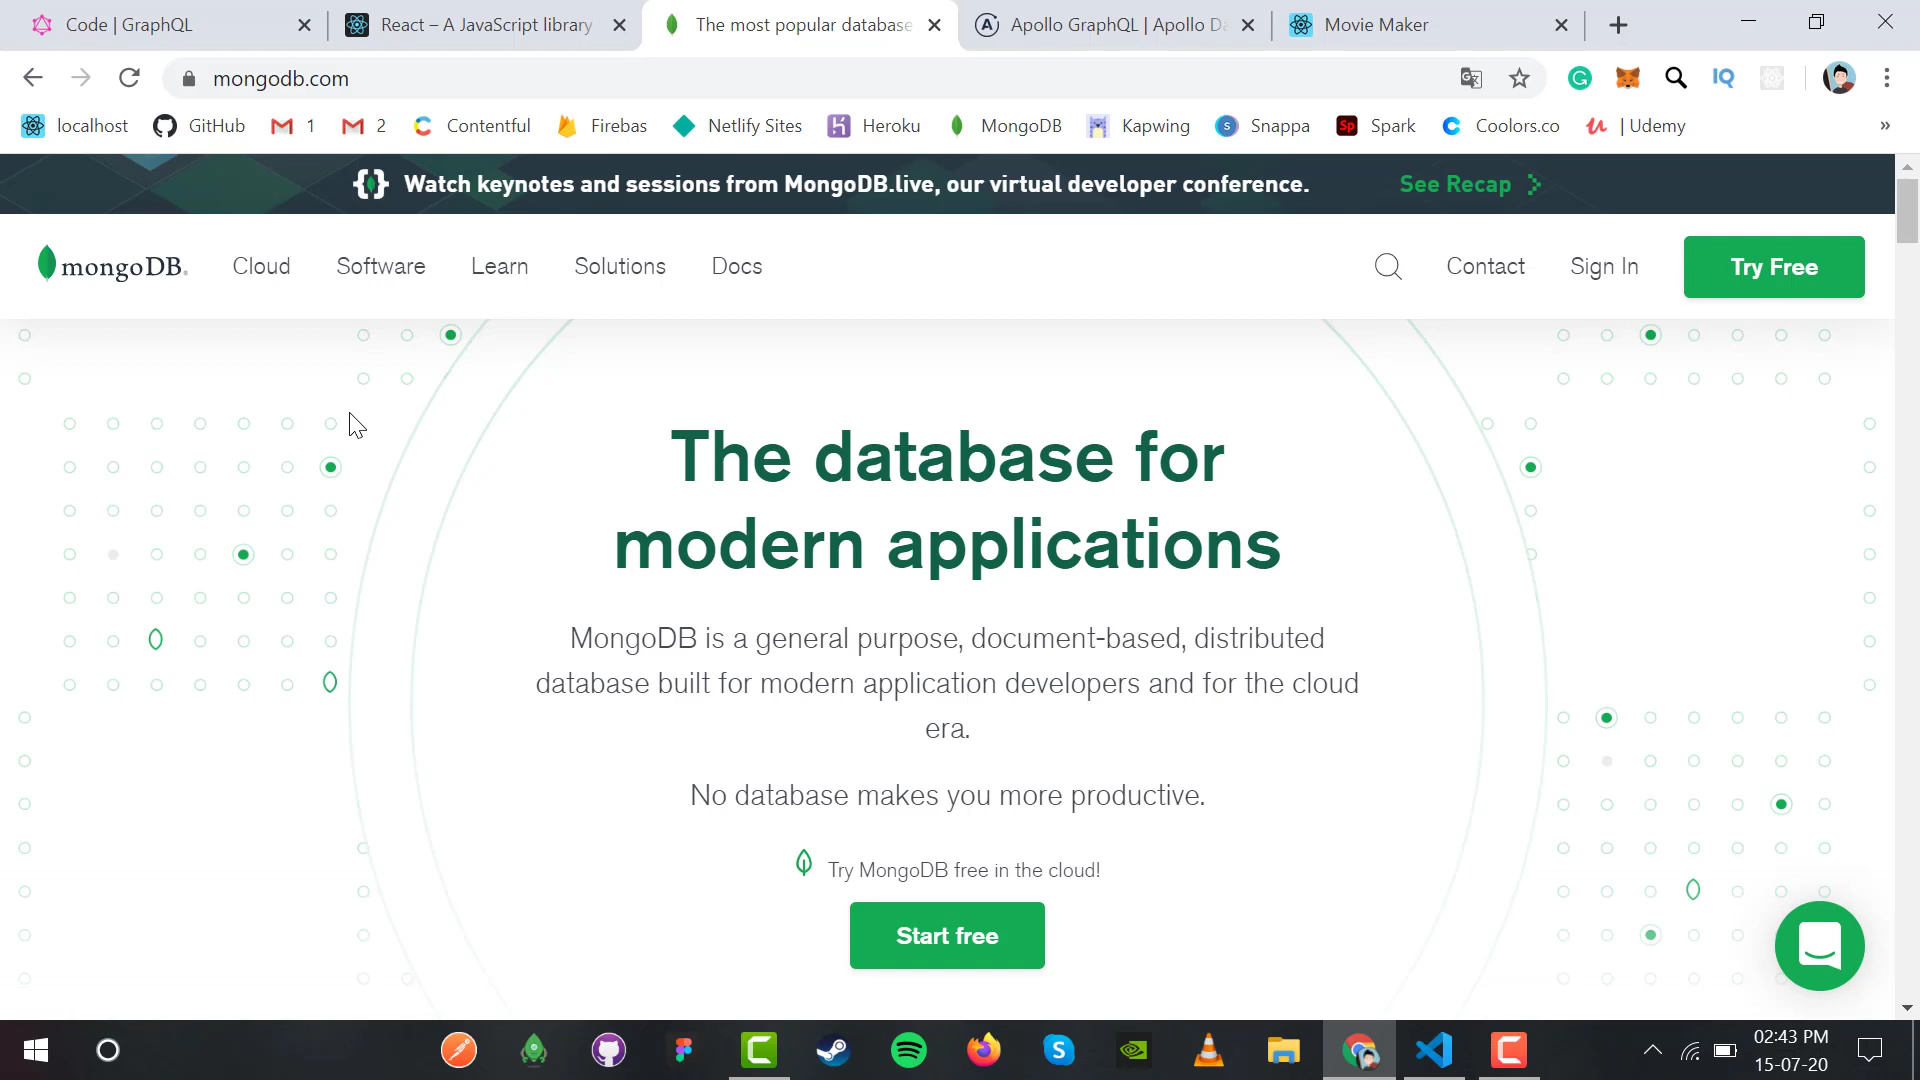 Code | GraphQL
React – A JavaScript library
The most popular database
Apollo GraphQL | Apollo Da
Movie Maker
mongodb.com
localhost
GitHub
1
2
Contentful
Firebas
Netlify Sites
Heroku
MongoDB
Kapwing
Snappa
Sp Spark
Coolors.co
| Udemy
»
IQ
Watch keynotes and sessions from MongoDB.live, our virtual developer conference.
See Recap
mongoDB.
Cloud
Software
Learn
Solutions
Docs
Contact
Sign In
Try Free
The database for
modern applications
MongoDB is a general purpose, document-based, distributed
database built for modern application developers and for the cloud
era.
No database makes you more productive.
Try MongoDB free in the cloud!
Start free
02:43 PM
15-07-20